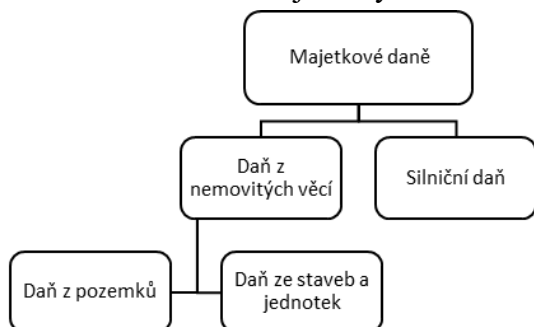 Majetkové daně
Daň z
nemovitých věcí
Silniční daň
Daň z pozemků
Daň ze staveb a
jednotek